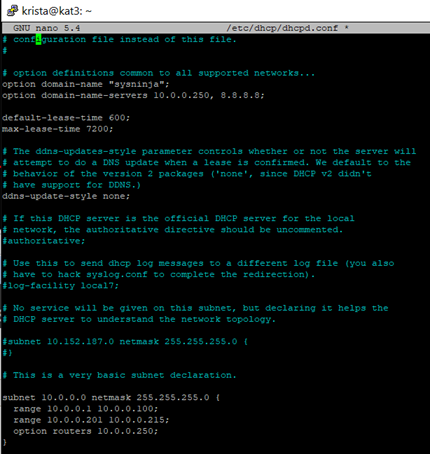 krista@kat3: ~
GNU nano 5.4 /etc/dhcp/dhcpd.conf *
# configuration file instead of this file.
#
# option definitions common to all supported networks...
option domain-name "sysninja";
option domain-name-servers 10.0.0.250, 8.8.8.8;
default-lease-time 600;
max-lease-time 7200;
# The ddns-updates-style parameter controls whether or not the server will
# attempt to do a DNS update when a lease is confirmed. We default to the
# behavior of the version 2 packages ('none', since DHCP v2 didn't
# have support for DDNS.)
ddns-update-style none;
# If this DHCP server is the official DHCP server for the local
# network, the authoritative directive should be uncommented.
#authoritative;
# Use this to send dhcp log messages to a different log file (you also
# have to hack syslog.conf to complete the redirection).
#log-facility local7;
# No service will be given on this subnet, but declaring it helps the
# DHCP server to understand the network topology.
#subnet 10.152.187.0 netmask 255.255.255.0 {
#}
# This is a very basic subnet declaration.
subnet 10.0.0.0 netmask 255.255.255.0 {
range 10.0.0.1 10.0.0.100;
range 10.0.0.201 10.0.0.215;
option routers 10.0.0.250;
}